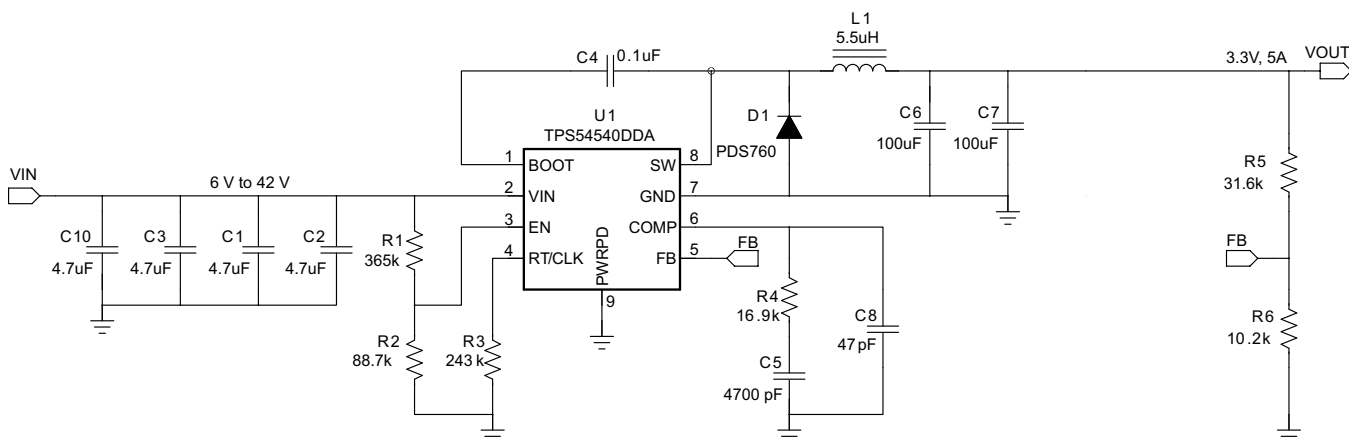 L1
5.5uH
C4
0.1uF
3.3V, 5A
VOUT
U1
TPS54540DDA
D1
PDS760
C6
100uF
C7
100uF
1
BOOT
SW
8
VIN
6 V to 42 V
2
VIN
GND
7
3
EN
COMP
6
4
RT/CLK
FB
5
FB
PWRPD
9
R5
31.6k
FB
C10
4.7uF
C3
4.7uF
C1
4.7uF
C2
4.7uF
R1
365k
R4
16.9k
C8
47pF
R6
10.2k
R2
88.7k
R3
243 k
C5
4700 pF